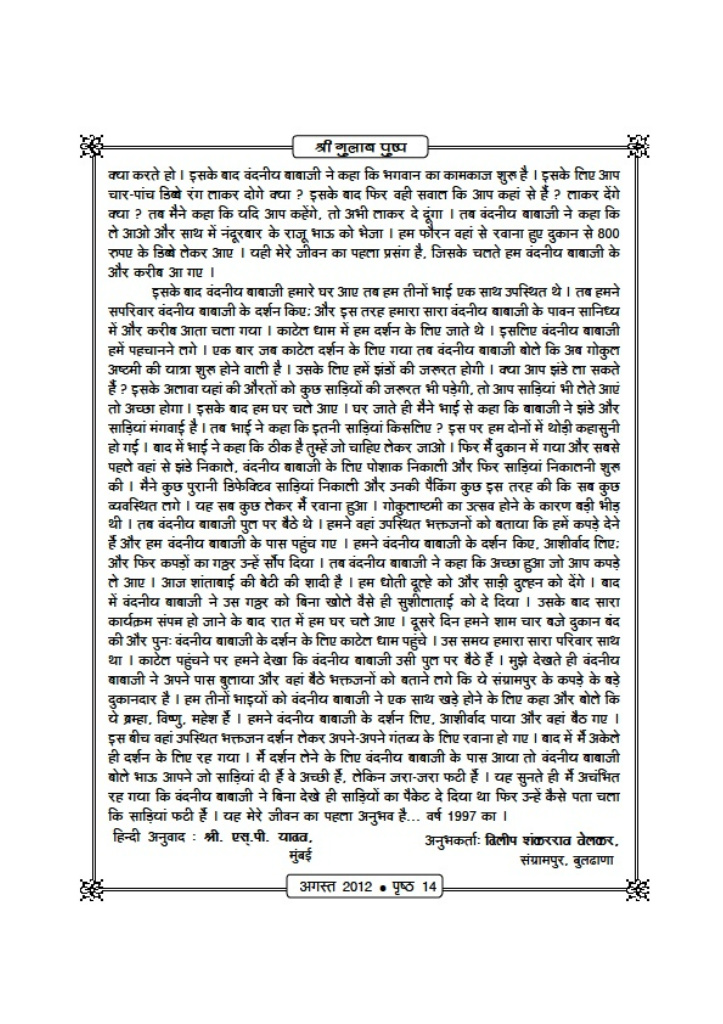 श्री गुलाब पुष्प
क्या करते हो । इसके बाद वंदनीय बाबाजी ने कहा कि भगवान का कामकाज शुरू है । इसके लिए आप
चार-पांच डिब्बे रंग लाकर दोगे क्या ? इसके बाद फिर वही सवाल कि आप कहां से हैं ? लाकर देंगे
क्या ? तब मैने कहा कि यदि आप कहेंगे, तो अभी लाकर दे दूंगा । तब वंदनीय बाबाजी ने कहा कि
ले आओ और साथ में नंदूरबार के राजू भाऊ को भेजा । हम फौरन वहां से रवाना हुए दुकान से 800
रुपए के डिब्बे लेकर आए । यही मेरे जीवन का पहला प्रसंग है, जिसके चलते हम वंदनीय बाबाजी के
और करीब आ गए ।
इसके बाद वंदनीय बाबाजी हमारे घर आए तब हम तीनों भाई एक साथ उपस्थित थे । तब हमने
सपरिवार वंदनीय बाबाजी के दर्शन किए; और इस तरह हमारा सारा वंदनीय बाबाजी के पावन सानिध्य
में और करीब आता चला गया । काटेल धाम में हम दर्शन के लिए जाते थे । इसलिए वंदनीय बाबाजी
हमें पहचानने लगे । एक बार जब काटेल दर्शन के लिए गया तब वंदनीय बाबाजी बोले कि अब गोकुल
अष्टमी की यात्रा शुरू होने वाली है । उसके लिए हमें झंडों की जरूरत होगी । क्या आप झंडे ला सकते
हैं ? इसके अलावा यहां की औरतों को कुछ साड़ियों की जरूरत भी पड़ेगी, तो आप साड़ियां भी लेते आएं
तो अच्छा होगा । इसके बाद हम घर चले आए । घर जाते ही मैने भाई से कहा कि बाबाजी ने झंडे और
साड़ियां मंगवाई है । तब भाई ने कहा कि इतनी साड़ियां किसलिए ? इस पर हम दोनों में थोड़ी कहासुनी
हो गई । बाद में भाई ने कहा कि ठीक है तुम्हें जो चाहिए लेकर जाओ । फिर मैं दुकान में गया और सबसे
पहले वहां से झंडे निकाले, वंदनीय बाबाजी के लिए पोशाक निकाली और फिर साड़ियां निकालनी शुरू
की । मैने कुछ पुरानी डिफेक्टिव साड़ियां निकाली और उनकी पैकिंग कुछ इस तरह की कि सब कुछ
व्यवस्थित लगे । यह सब कुछ लेकर मैं रवाना हुआ । गोकुलाष्टमी का उत्सव होने के कारण बड़ी भीड़
थी । तब वंदनीय बाबाजी पुल पर बैठे थे । हमने वहां उपस्थित भक्तजनों को बताया कि हमें कपड़े देने
हैं और हम वंदनीय बाबाजी के पास पहुंच गए । हमने वंदनीय बाबाजी के दर्शन किए, आशीर्वाद लिए;
और फिर कपड़ों का गठ्ठर उन्हें सौंप दिया । तब वंदनीय बाबाजी ने कहा कि अच्छा हुआ जो आप कपड़े
ले आए । आज शांताबाई की बेटी की शादी है । हम धोती दूल्हे को और साड़ी दुल्हन को देंगे । बाद
में वंदनीय बाबाजी ने उस गठ्ठर को बिना खोले वैसे ही सुशीलाताई को दे दिया । उसके बाद सारा
कार्यक्रम संपन्न हो जाने के बाद रात में हम घर चले आए । दूसरे दिन हमने शाम चार बजे दुकान बंद
की और पुनः वंदनीय बाबाजी के दर्शन के लिए काटेल धाम पहुंचे । उस समय हमारा सारा परिवार साथ
था । काटेल पहुंचने पर हमने देखा कि वंदनीय बाबाजी उसी पुल पर बैठे हैं । मुझे देखते ही वंदनीय
बाबाजी ने अपने पास बुलाया और वहां बैठे भक्तजनों को बताने लगे कि ये संग्रामपुर के कपड़े के बड़े
दुकानदार है । हम तीनों भाइयों को वंदनीय बाबाजी ने एक साथ खड़े होने के लिए कहा और बोले कि
ये ब्रम्हा, विष्णु, महेश हैं । हमने वंदनीय बाबाजी के दर्शन लिए, आशीर्वाद पाया और वहां बैठ गए ।
इस बीच वहां उपस्थित भक्तजन दर्शन लेकर अपने-अपने गंतव्य के लिए रवाना हो गए । बाद में मैं अकेले
ही दर्शन के लिए रह गया । मैं दर्शन लेने के लिए वंदनीय बाबाजी के पास आया तो वंदनीय बाबाजी
बोले भाऊ आपने जो साड़ियां दी हैं वे अच्छी हैं, लेकिन जरा-जरा फटी हैं । यह सुनते ही मैं अचंभित
रह गया कि वंदनीय बाबाजी ने बिना देखे ही साड़ियों का पैकेट दे दिया था फिर उन्हें कैसे पता चला
कि साड़ियां फटी हैं । यह मेरे जीवन का पहला अनुभव है... वर्ष 1997 का ।
हिन्दी अनुवाद : श्री. एस्.पी. यादव,
मुंबई
अनुभकर्ताः दिलीप शंकरराव वेलकर,
संग्रामपुर, बुलढाणा
अगस्त 2012 ● पृष्ठ 14